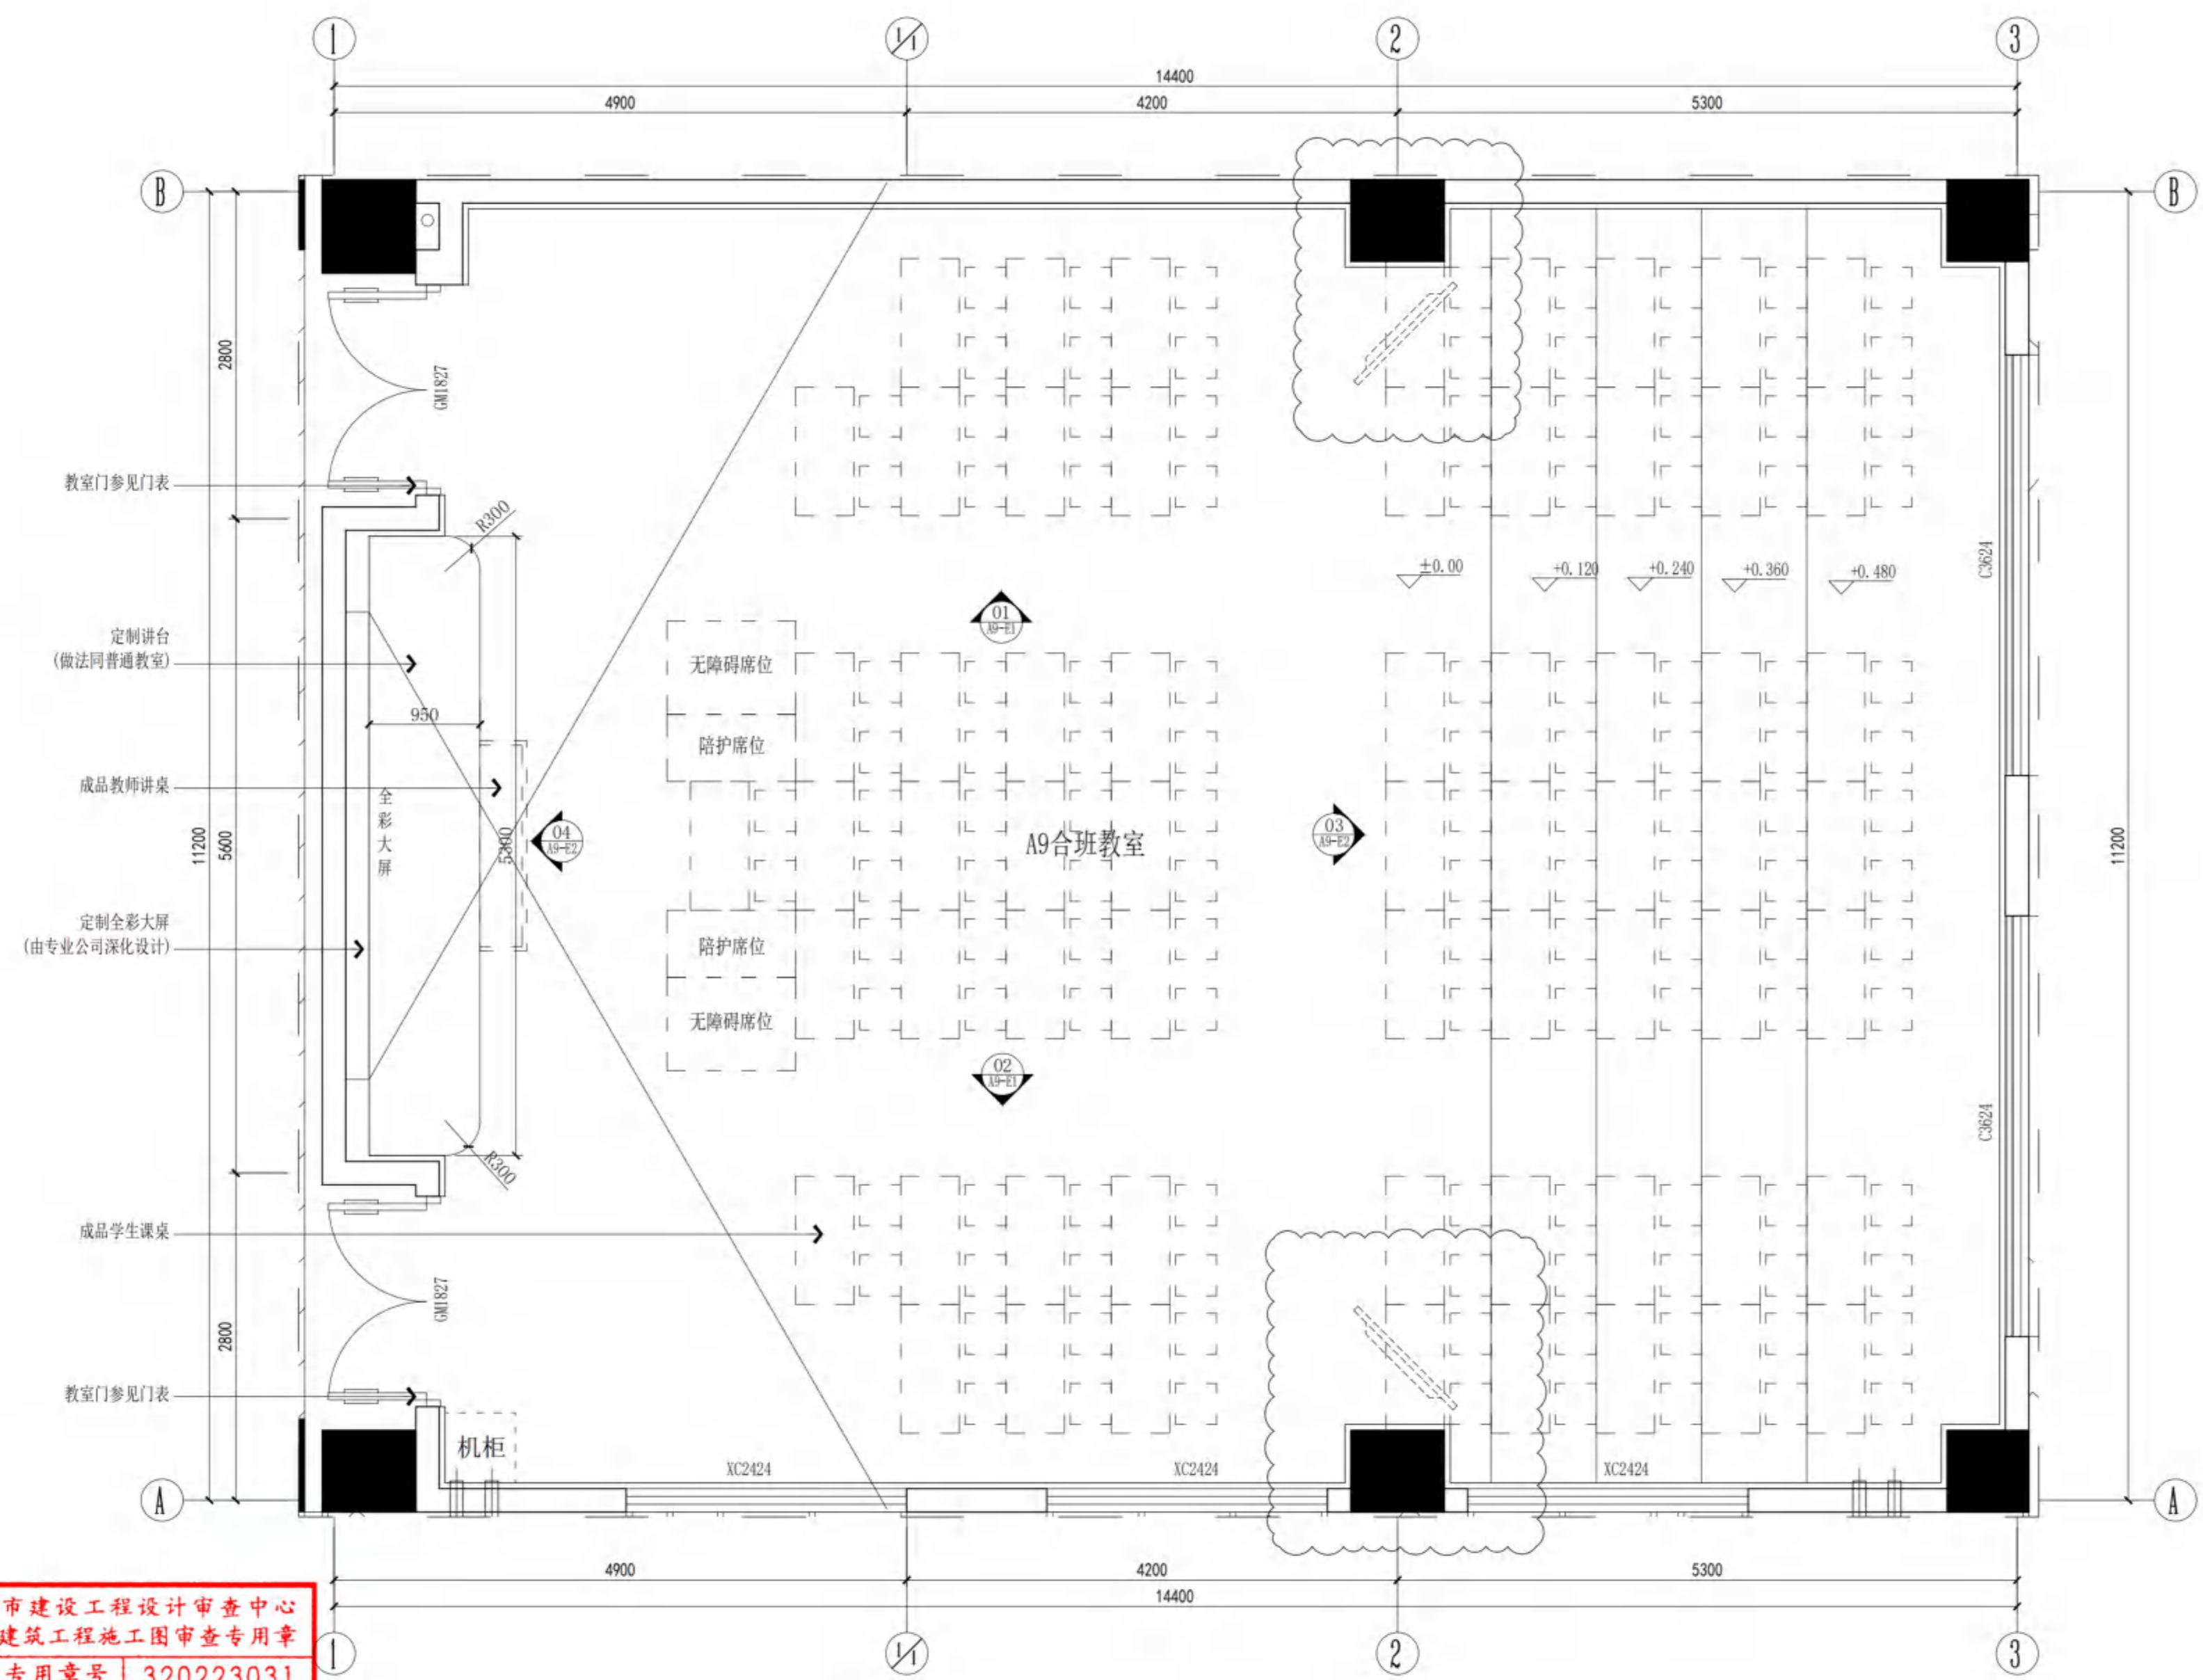 1
1/1
2
3
14400
4900
4200
5300
B
B
2800
GM1827
教室门参见门表
R300
±0.00
+0.120
+0.240
+0.360
+0.480
C3624
01
A9-E1
定制讲台
(做法同普通教室)
无障碍席位
950
陪护席位
成品教师讲桌
全彩大屏
11200
5600
5300
04
A9-E2
A9合班教室
03
A9-E2
11200
定制全彩大屏
(由专业公司深化设计)
陪护席位
无障碍席位
02
A9-E1
C3624
R300
成品学生课桌
GM1827
2800
教室门参见门表
机柜
XC2424
XC2424
XC2424
A
A
4900
4200
5300
14400
市建设工程设计审查中心
建筑工程施工图审查专用章
专用章号 320223031
1
1/1
2
3